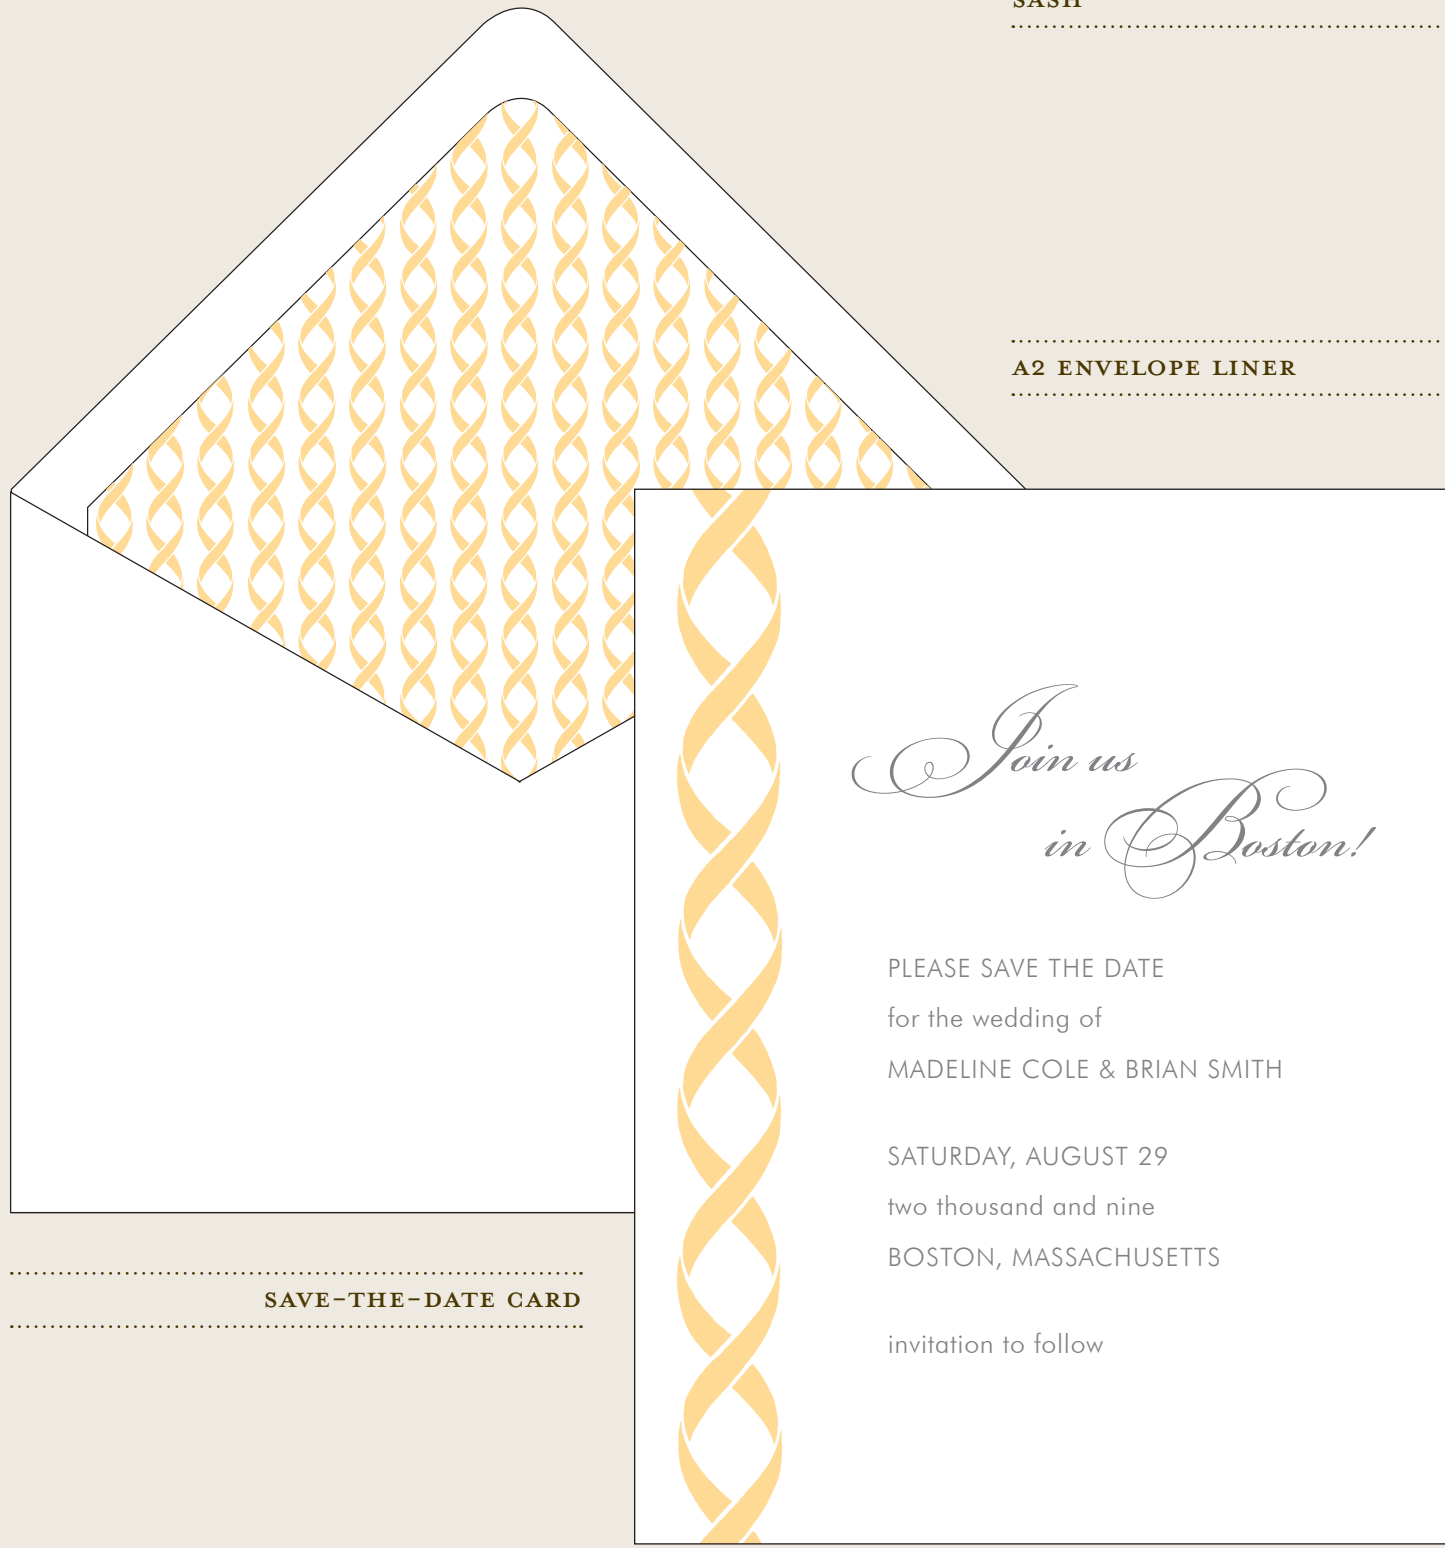 SASH
A2 ENVELOPE LINER
Join us
in Boston!
PLEASE SAVE THE DATE
for the wedding of
MADELINE COLE & BRIAN SMITH
SATURDAY, AUGUST 29
two thousand and nine
BOSTON, MASSACHUSETTS
invitation to follow
SAVE-THE-DATE CARD